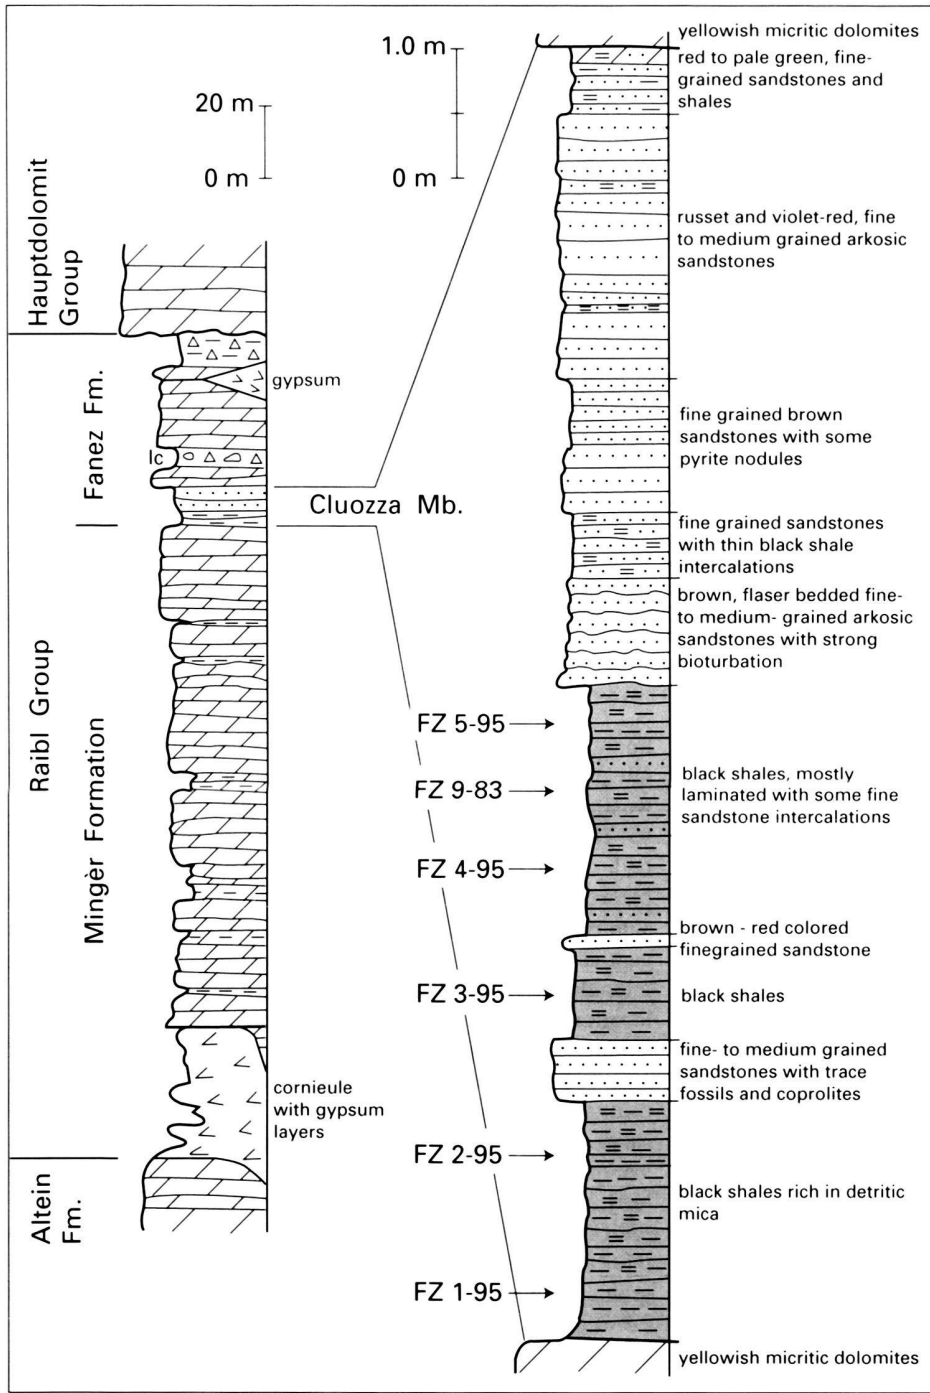 Hauptdolomit
Group
Fanez Fm.
Raibl Group
Mingèr Formation
Altein
Fm.
20 m
0 m
gypsum
lc
Cluozza Mb.
cornieule
with gypsum
layers
1.0 m
0 m
FZ 5-95
FZ 9-83
FZ 4-95
FZ 3-95
FZ 2-95
FZ 1-95
yellowish micritic dolomites
red to pale green, fine-
grained sandstones and
shales
russet and violet-red, fine
to medium grained arkosic
sandstones
fine grained brown
sandstones with some
pyrite nodules
fine grained sandstones
with thin black shale
intercalations
brown, flaser bedded fine-
to medium- grained arkosic
sandstones with strong
bioturbation
black shales, mostly
laminated with some fine
sandstone intercalations
brown - red colored
finegrained sandstone
black shales
fine- to medium grained
sandstones with trace
fossils and coprolites
black shales rich in detritic
mica
yellowish micritic dolomites